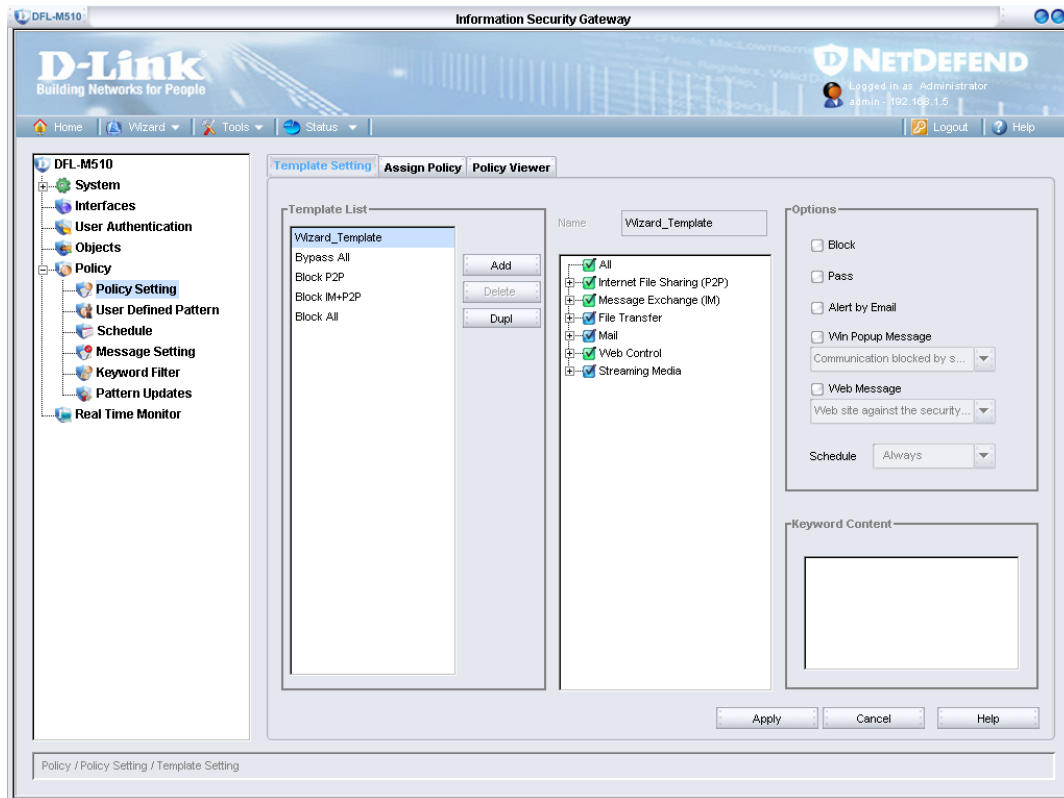 DFL-M510
Information Security Gateway
D-Link
Building Networks for People
NETDEFEND
Logged in as Administrator
admin - 192.168.1.5
Home
Wizard
Tools
Status
Logout
Help
DFL-M510
System
Interfaces
User Authentication
Objects
Policy
Policy Setting
User Defined Pattern
Schedule
Message Setting
Keyword Filter
Pattern Updates
Real Time Monitor
Template Setting
Assign Policy
Policy Viewer
Template List
Wizard_Template
Bypass All
Block P2P
Block IM+P2P
Block All
Add
Delete
Dupl
Name
Wizard_Template
All
Internet File Sharing (P2P)
Message Exchange (IM)
File Transfer
Mail
Web Control
Streaming Media
Options
Block
Pass
Alert by Email
Win Popup Message
Communication blocked by s...
Web Message
Web site against the security...
Schedule
Always
Keyword Content
Apply
Cancel
Help
Policy / Policy Setting / Template Setting